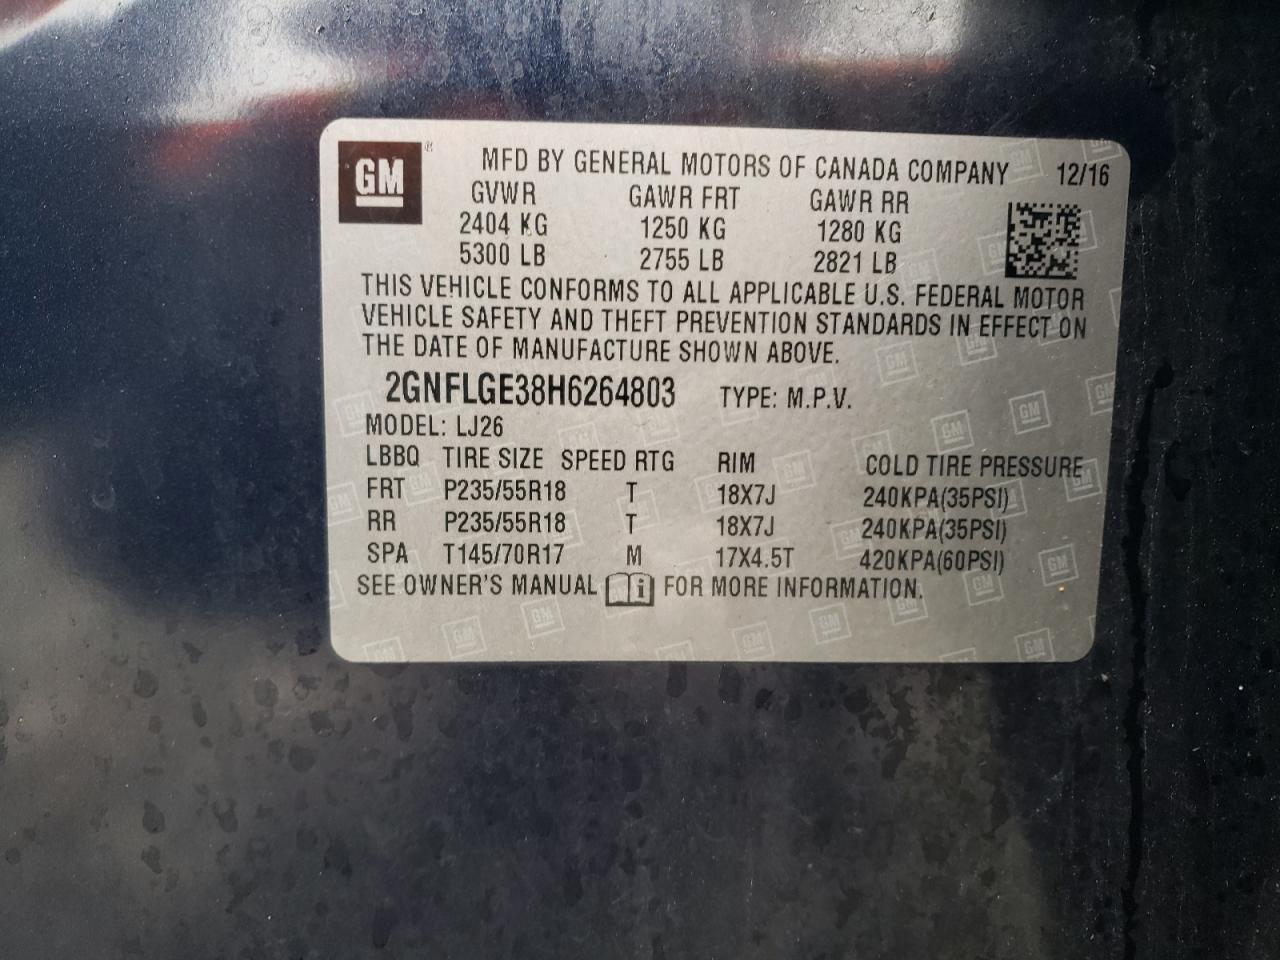 GM®
MFD BY GENERAL MOTORS OF CANADA COMPANY 12/16
GVWR GAWR FRT GAWR RR
2404 KG 1250 KG 1280 KG
5300 LB 2755 LB 2821 LB
THIS VEHICLE CONFORMS TO ALL APPLICABLE U.S. FEDERAL MOTOR
VEHICLE SAFETY AND THEFT PREVENTION STANDARDS IN EFFECT ON
THE DATE OF MANUFACTURE SHOWN ABOVE.
2GNFLGE38H6264803 TYPE: M.P.V.
MODEL: LJ26
LBBQ TIRE SIZE SPEED RTG RIM COLD TIRE PRESSURE
FRT P235/55R18 T 18X7J 240KPA(35PSI)
RR P235/55R18 T 18X7J 240KPA(35PSI)
SPA T145/70R17 M 17X4.5T 420KPA(60PSI)
SEE OWNER'S MANUAL i FOR MORE INFORMATION.